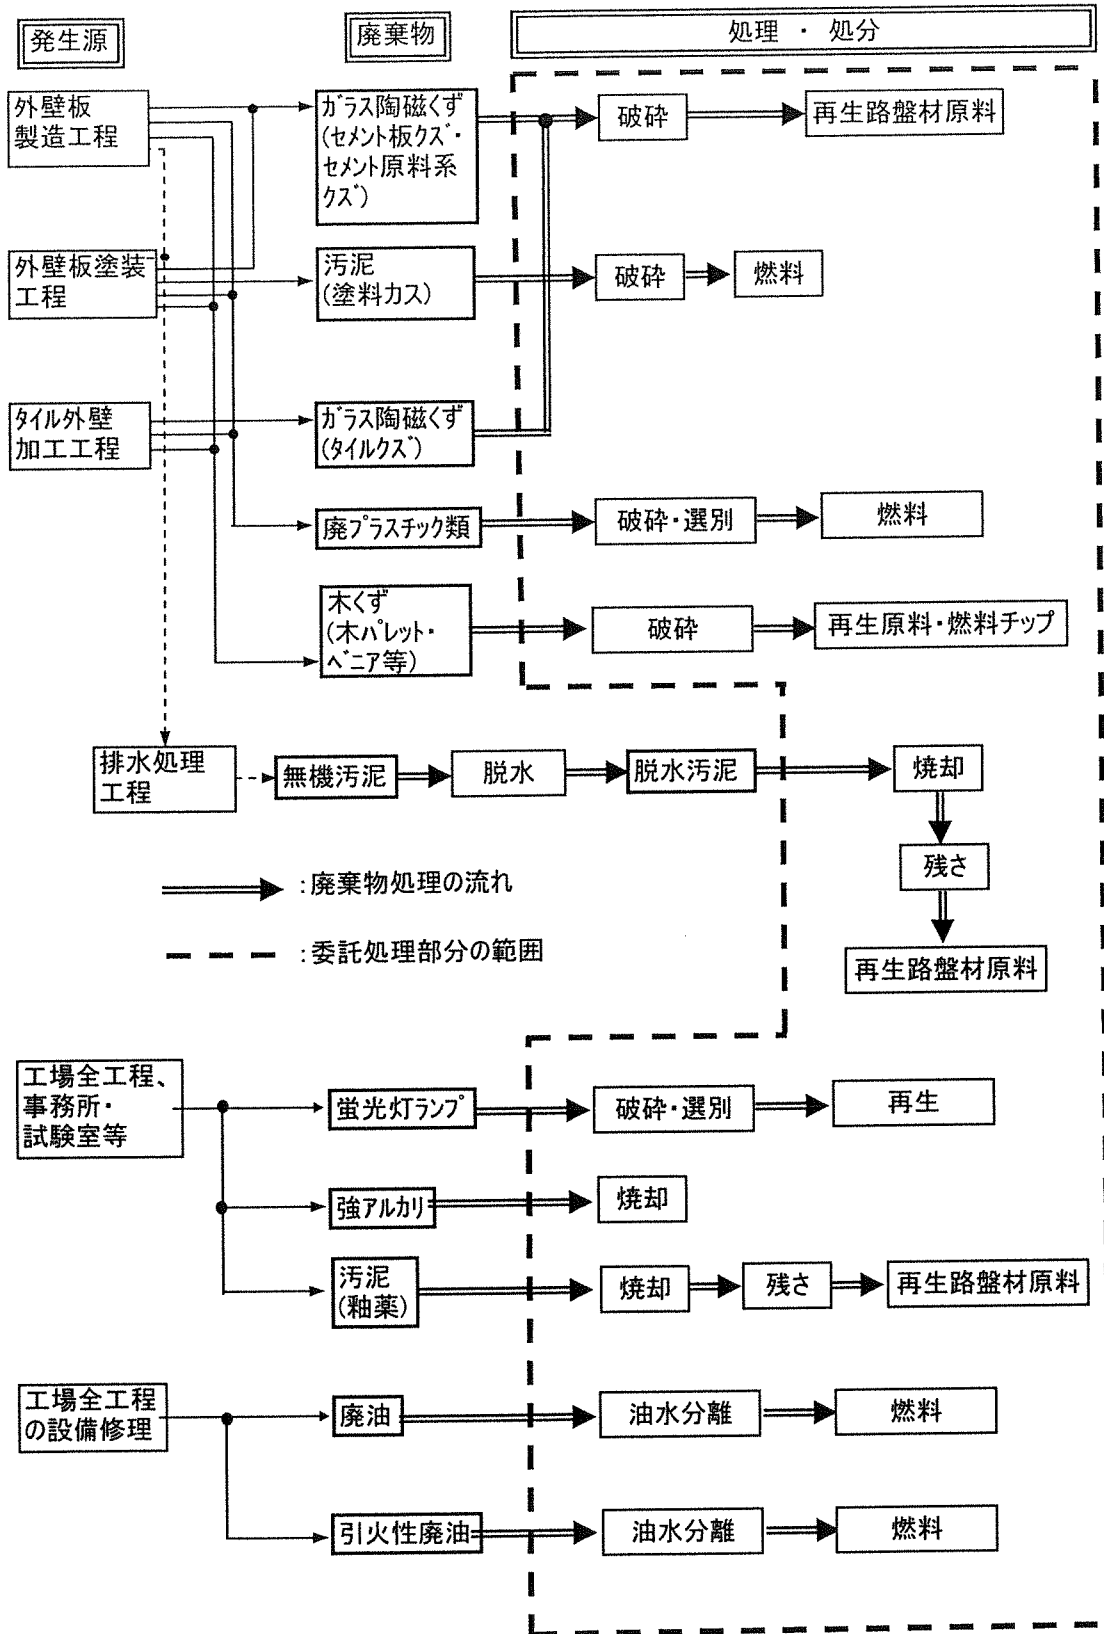 発生源
廃棄物
処理 ・ 処分
外壁板
製造工程
ガラス陶磁くず
(セメント板クズ・
セメント原料系
クズ)
破砕
再生路盤材原料
外壁板塗装
工程
汚泥
(塗料カス)
破砕
燃料
タイル外壁
加工工程
ガラス陶磁くず
(タイルクズ)
廃プラスチック類
破砕・選別
燃料
木くず
(木パレット・
ベニア等)
破砕
再生原料・燃料チップ
排水処理
工程
無機汚泥
脱水
脱水汚泥
焼却
残さ
再生路盤材原料
:廃棄物処理の流れ
:委託処理部分の範囲
工場全工程、
事務所・
試験室等
蛍光灯ランプ
破砕・選別
再生
強アルカリ
焼却
汚泥
(釉薬)
焼却
残さ
再生路盤材原料
工場全工程
の設備修理
廃油
油水分離
燃料
引火性廃油
油水分離
燃料